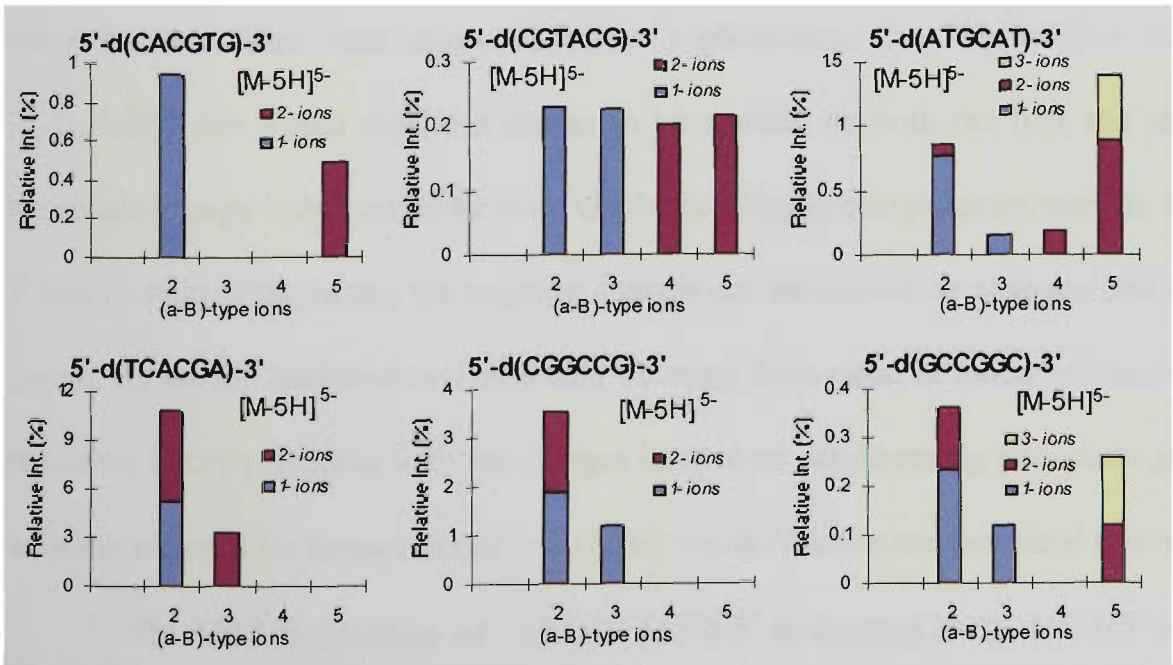 5'-d(CACGTG)-3'
[M-5H]5-
2- ions
1- ions
Relative Int. (%)
1
0.8
0.6
0.4
0.2
0
2 3 4 5
(a-B)-type ions
5'-d(CGTACG)-3'
[M-5H]5-
2- ions
1- ions
Relative Int. (%)
0.3
0.2
0.1
0
2 3 4 5
(a-B)-type ions
5'-d(ATGCAT)-3'
[M-5H]5-
3- ions
2- ions
1- ions
Relative Int. (%)
15
1
0.5
0
2 3 4 5
(a-B)-type ions
5'-d(TCACGA)-3'
[M-5H]5-
2- ions
1- ions
Relative Int. (%)
12
9
6
3
0
2 3 4 5
(a-B)-type ions
5'-d(CGGCCG)-3'
[M-5H]5-
2- ions
1- ions
Relative Int. (%)
4
3
2
1
0
2 3 4 5
(a-B)-type ions
5'-d(GCCGGC)-3'
[M-5H]5-
3- ions
2- ions
1- ions
Relative Int. (%)
0.4
0.3
0.2
0.1
0
2 3 4 5
(a-B)-type ions